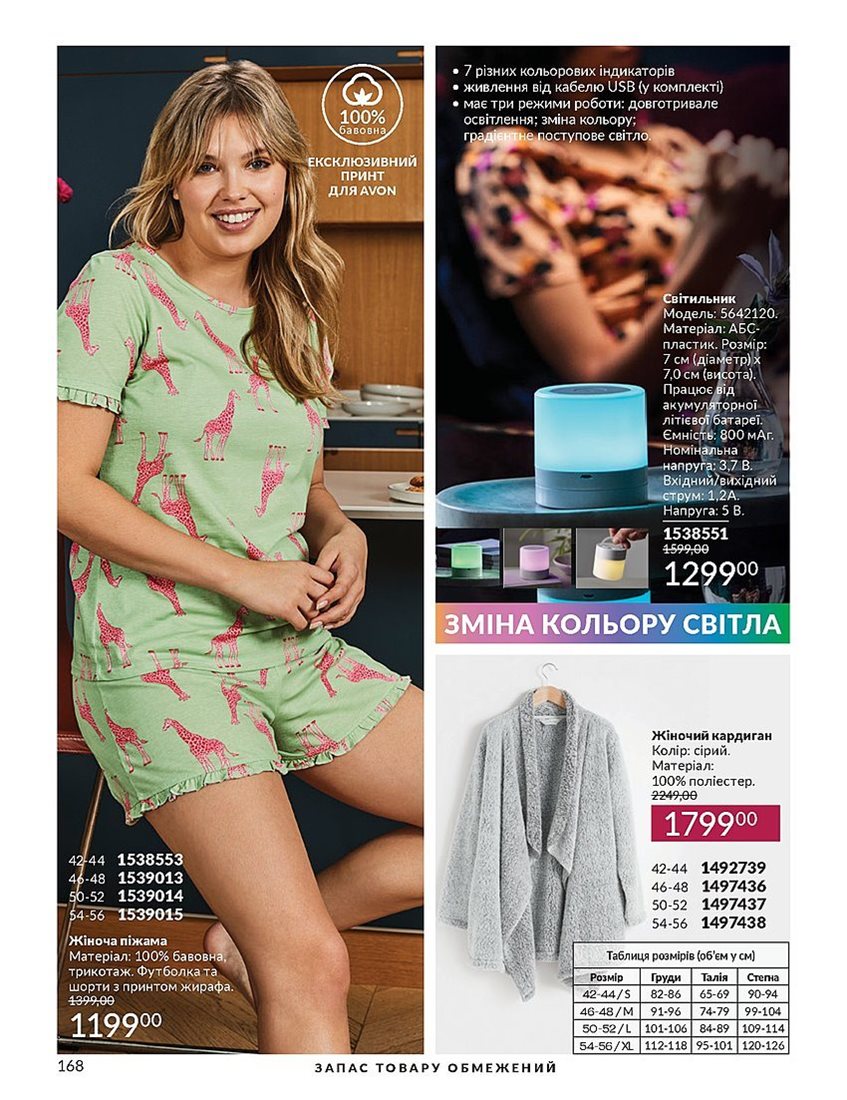 100%
бавовна
ЕКСКЛЮЗИВНИЙ
ПРИНТ
ДЛЯ AVON
42-44 1538553
46-48 1539013
50-52 1539014
54-56 1539015
Жіноча піжама
Матеріал: 100% бавовна,
трикотаж. Футболка та
шорти з принтом жирафа.
1399,00
119900
• 7 різних кольорових індикаторів
• живлення від кабелю USB (у комплекті)
• має три режими роботи: довготривале
освітлення; зміна кольору;
градієнтне поступове світло.
Світильник
Модель: 5642120.
Матеріал: АБС-
пластик. Розмір:
7 см (діаметр) х
7,0 см (висота).
Працює від
акумуляторної
літієвої батареї.
Ємність: 800 мАг.
Номінальна
напруга: 3,7 В.
Вхідний/вихідний
струм: 1,2А.
Напруга: 5 В.
1538551
1599,00
129900
ЗМІНА КОЛЬОРУ СВІТЛА
Жіночий кардиган
Колір: сірий.
Матеріал:
100% поліестер.
2249,00
179900
42-44 1492739
46-48 1497436
50-52 1497437
54-56 1497438
Таблиця розмірів (об'єм у см)
Розмір Груди Талія Стегна
42-44/S 82-86 65-69 90-94
46-48/M 91-96 74-79 99-104
50-52/L 101-106 84-89 109-114
54-56/XL 112-118 95-101 120-126
168
ЗАПАС ТОВАРУ ОБМЕЖЕНИЙ